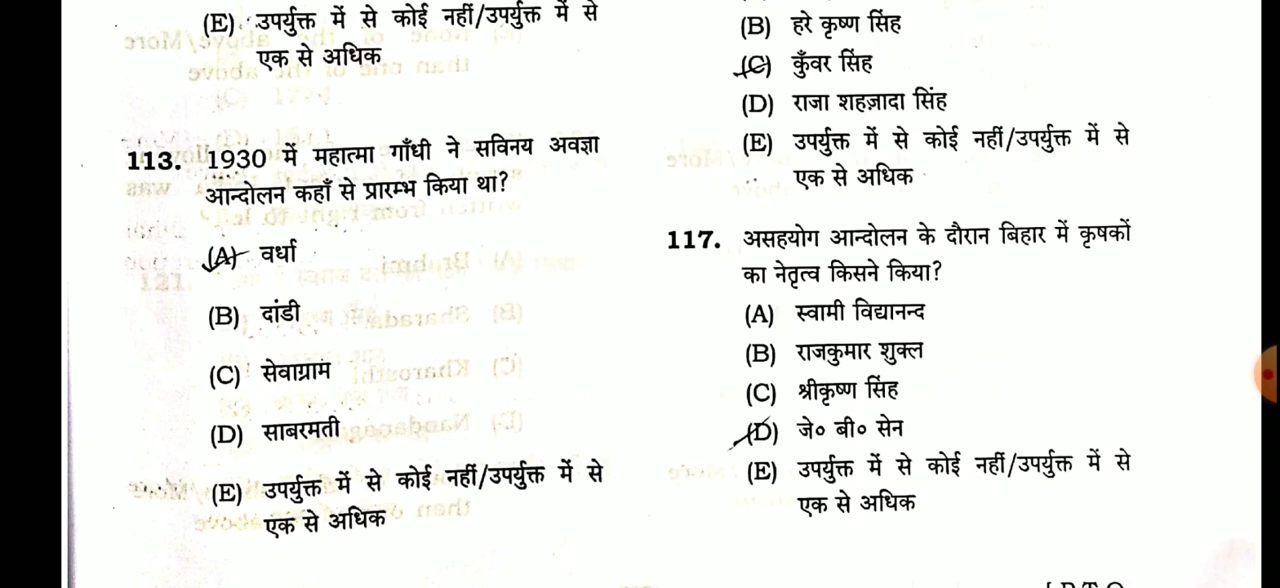 (E) उपर्युक्त में से कोई नहीं/उपर्युक्त में से
एक से अधिक
113. 1930 में महात्मा गाँधी ने सविनय अवज्ञा
आन्दोलन कहाँ से प्रारम्भ किया था?
(A) वर्धा
(B) दांडी
(C) सेवाग्राम
(D) साबरमती
(E) उपर्युक्त में से कोई नहीं/उपर्युक्त में से
एक से अधिक
(B) हरे कृष्ण सिंह
(C) कुँवर सिंह
(D) राजा शहज़ादा सिंह
(E) उपर्युक्त में से कोई नहीं/उपर्युक्त में से
एक से अधिक
117. असहयोग आन्दोलन के दौरान बिहार में कृषकों
का नेतृत्व किसने किया?
(A) स्वामी विद्यानन्द
(B) राजकुमार शुक्ल
(C) श्रीकृष्ण सिंह
(D) जे० बी० सेन
(E) उपर्युक्त में से कोई नहीं/उपर्युक्त में से
एक से अधिक